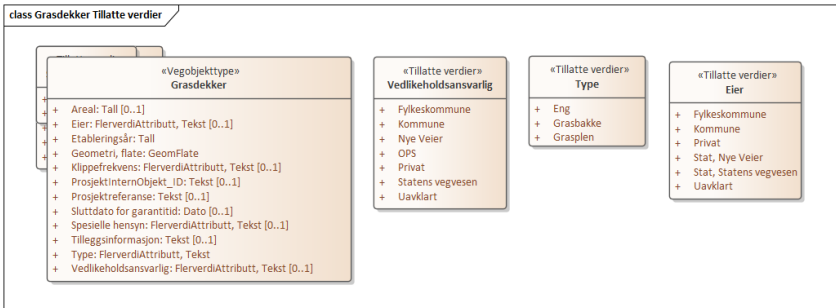 class Grasdekker Tillatte verdier
«Vegobjekttype»
Grasdekker
+ Areal: Tall [0..1]
+ Eier: FlerverdiAttributt, Tekst [0..1]
+ Etableringsår: Tall
+ Geometri, flate: GeomFlate
+ Klippefrekvens: FlerverdiAttributt, Tekst [0..1]
+ ProsjektInternObjekt_ID: Tekst [0..1]
+ Prosjektreferanse: Tekst [0..1]
+ Sluttdato for garantitid: Dato [0..1]
+ Spesielle hensyn: FlerverdiAttributt, Tekst [0..1]
+ Tilleggsinformasjon: Tekst [0..1]
+ Type: FlerverdiAttributt, Tekst
+ Vedlikeholdsansvarlig: FlerverdiAttributt, Tekst [0..1]
«Tillatte verdier»
Vedlikeholdsansvarlig
+ Fylkeskommune
+ Kommune
+ Nye Veier
+ OPS
+ Privat
+ Statens vegvesen
+ Uavklart
«Tillatte verdier»
Type
+ Eng
+ Grasbakke
+ Grasplen
«Tillatte verdier»
Eier
+ Fylkeskommune
+ Kommune
+ Privat
+ Stat, Nye Veier
+ Stat, Statens vegvesen
+ Uavklart